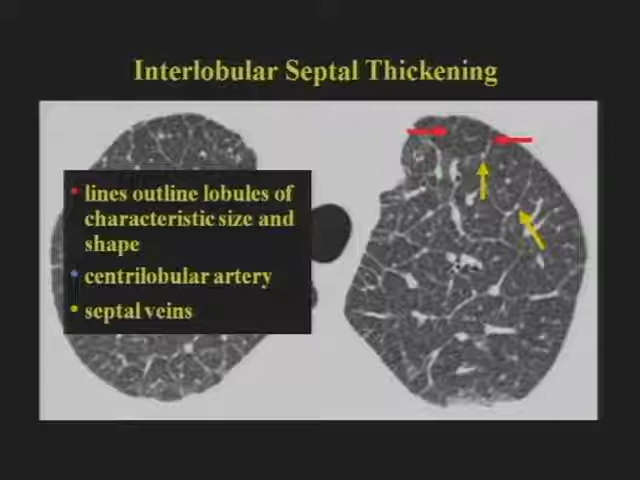 Interlobular Septal Thickening
• lines outline lobules of
characteristic size and
shape
• centrilobular artery
• septal veins